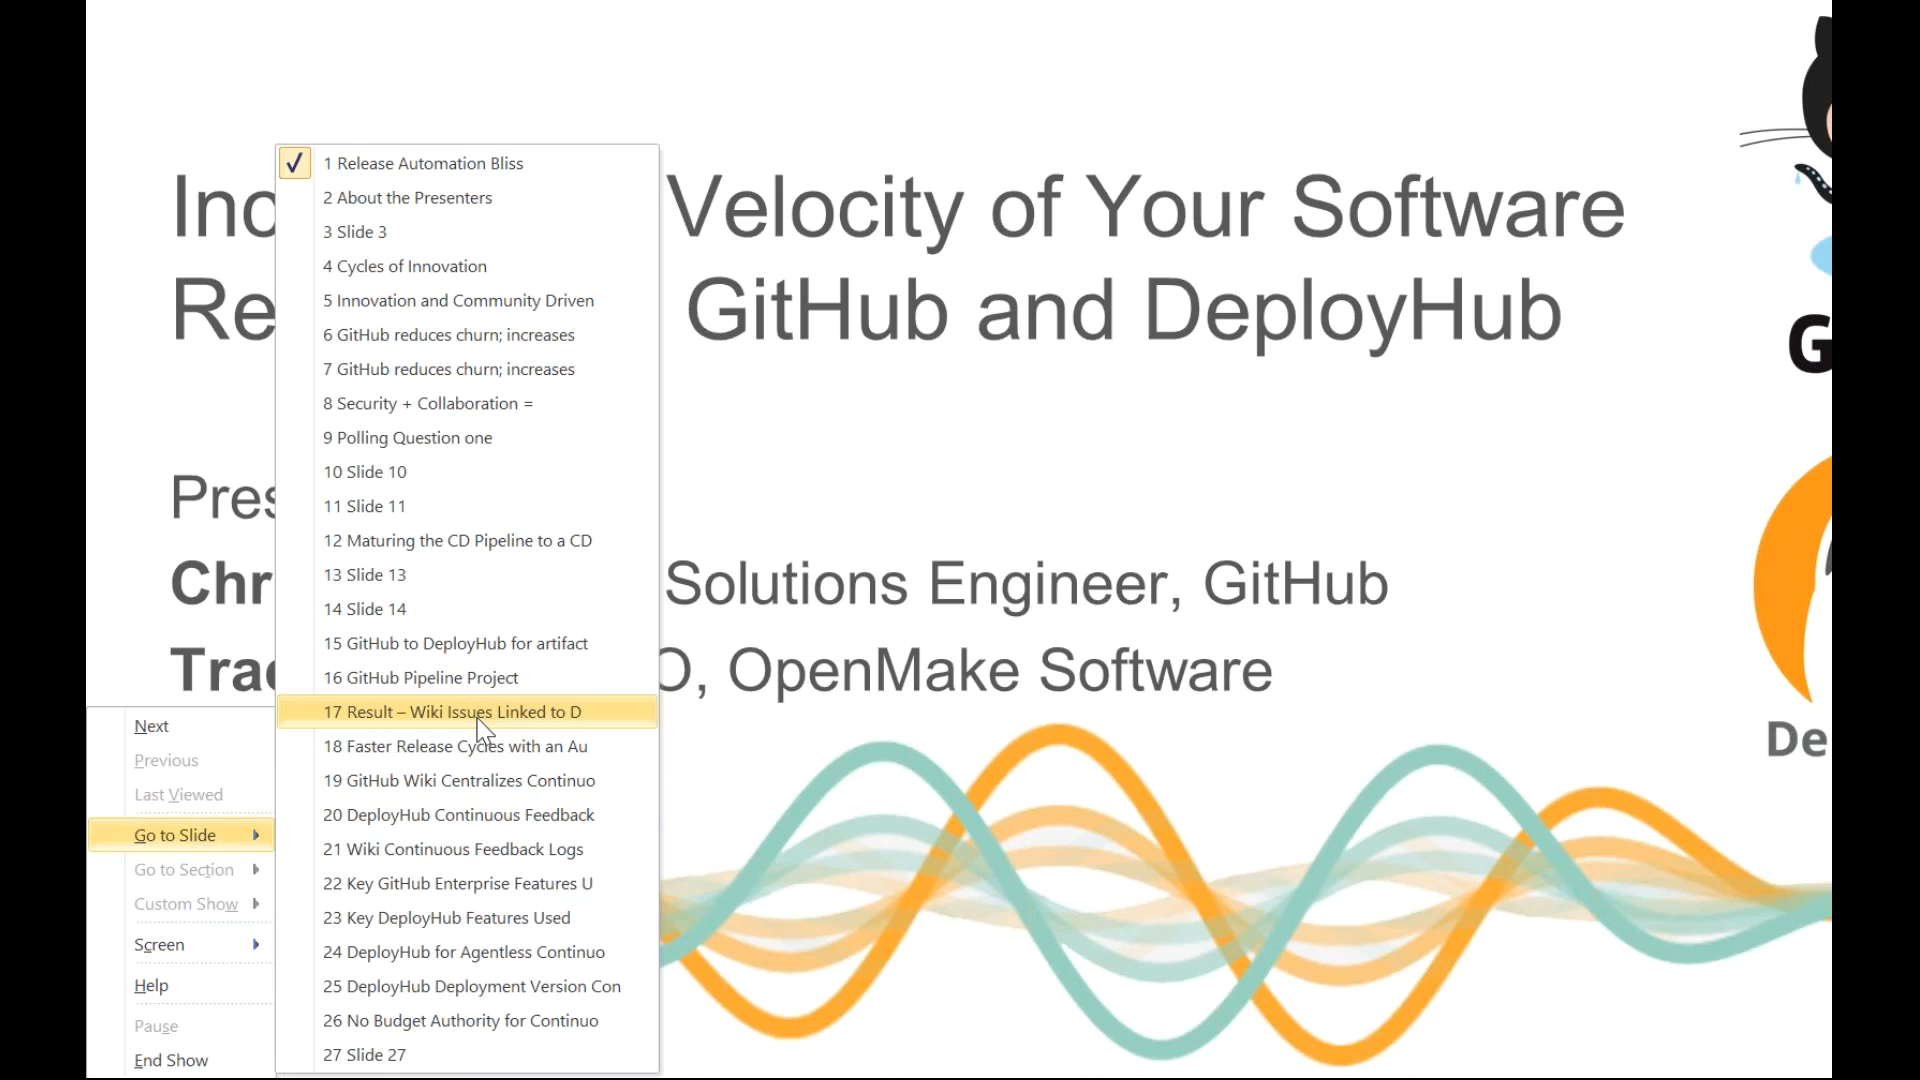 Inc Velocity of Your Software
Re GitHub and DeployHub
Pres
Chr Solutions Engineer, GitHub
Trac O, OpenMake Software
G
De
1 Release Automation Bliss
2 About the Presenters
3 Slide 3
4 Cycles of Innovation
5 Innovation and Community Driven
6 GitHub reduces churn; increases
7 GitHub reduces churn; increases
8 Security + Collaboration =
9 Polling Question one
10 Slide 10
11 Slide 11
12 Maturing the CD Pipeline to a CD
13 Slide 13
14 Slide 14
15 GitHub to DeployHub for artifact
16 GitHub Pipeline Project
17 Result – Wiki Issues Linked to D
18 Faster Release Cycles with an Au
19 GitHub Wiki Centralizes Continuo
20 DeployHub Continuous Feedback
21 Wiki Continuous Feedback Logs
22 Key GitHub Enterprise Features U
23 Key DeployHub Features Used
24 DeployHub for Agentless Continuo
25 DeployHub Deployment Version Con
26 No Budget Authority for Continuo
27 Slide 27
Next
Previous
Last Viewed
Go to Slide
Go to Section
Custom Show
Screen
Help
Pause
End Show